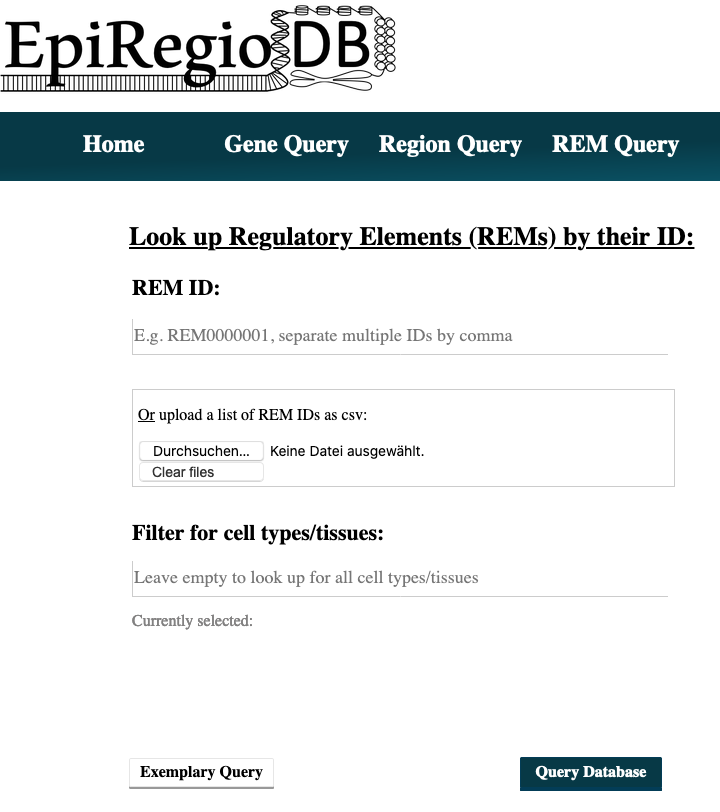 EpiRegio DB
Home Gene Query Region Query REM Query
Look up Regulatory Elements (REMs) by their ID:
REM ID:
E.g. REM0000001, separate multiple IDs by comma
Or upload a list of REM IDs as csv:
Durchsuchen... Keine Datei ausgewählt.
Clear files
Filter for cell types/tissues:
Leave empty to look up for all cell types/tissues
Currently selected:
Exemplary Query Query Database